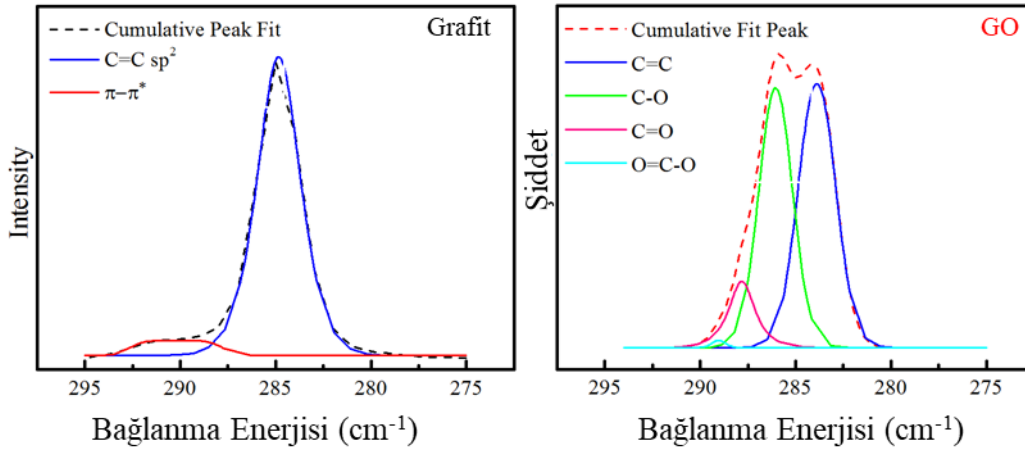 Cumulative Peak Fit
C=C sp²
π−π*
Grafit
Intensity
295 290 285 280 275
Bağlanma Enerjisi (cm⁻¹)
Cumulative Fit Peak
C=C
C-O
C=O
O=C-O
GO
Şiddet
295 290 285 280 275
Bağlanma Enerjisi (cm⁻¹)